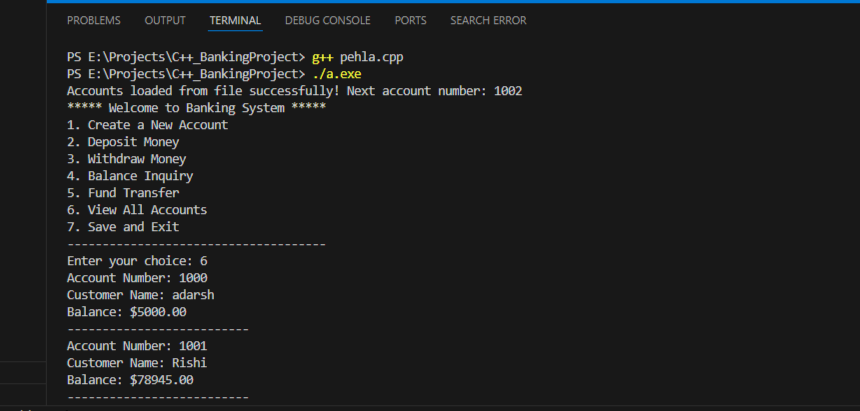 PROBLEMS OUTPUT TERMINAL DEBUG CONSOLE PORTS SEARCH ERROR
PS E:\Projects\C++_BankingProject> g++ pehla.cpp
PS E:\Projects\C++_BankingProject> ./a.exe
Accounts loaded from file successfully! Next account number: 1002
***** Welcome to Banking System *****
1. Create a New Account
2. Deposit Money
3. Withdraw Money
4. Balance Inquiry
5. Fund Transfer
6. View All Accounts
7. Save and Exit
-------------------------------------
Enter your choice: 6
Account Number: 1000
Customer Name: adarsh
Balance: $5000.00
--------------------------
Account Number: 1001
Customer Name: Rishi
Balance: $78945.00
--------------------------